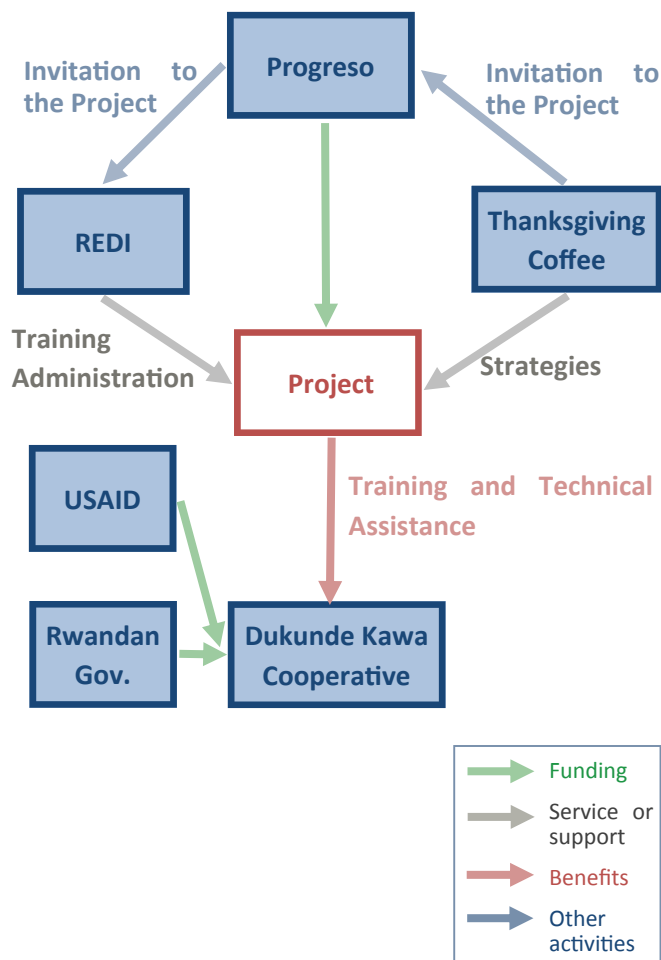 Progreso
Invitation to
the Project
Invitation to
the Project
REDI
Thanksgiving
Coffee
Training
Administration
Project
Strategies
USAID
Training and Technical
Assistance
Rwandan
Gov.
Dukunde Kawa
Cooperative
Funding
Service or
support
Benefits
Other
activities